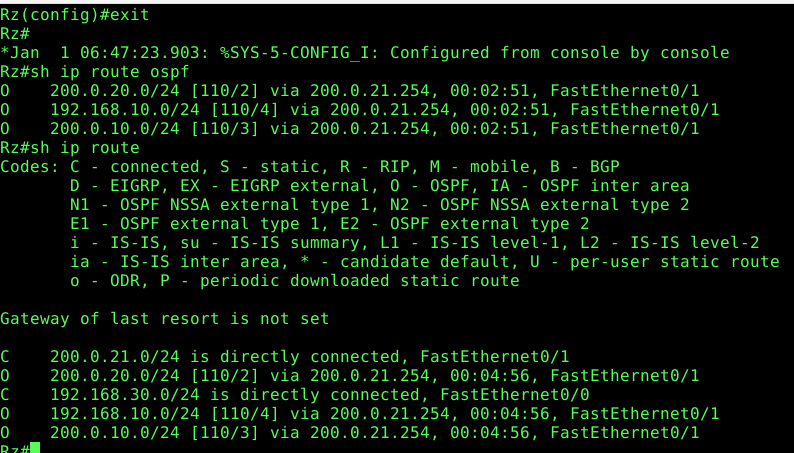 Rz(config)#exit
Rz#
*Jan  1 06:47:23.903: %SYS-5-CONFIG_I: Configured from console by console
Rz#sh ip route ospf
O    200.0.20.0/24 [110/2] via 200.0.21.254, 00:02:51, FastEthernet0/1
O    192.168.10.0/24 [110/4] via 200.0.21.254, 00:02:51, FastEthernet0/1
O    200.0.10.0/24 [110/3] via 200.0.21.254, 00:02:51, FastEthernet0/1
Rz#sh ip route
Codes: C - connected, S - static, R - RIP, M - mobile, B - BGP
       D - EIGRP, EX - EIGRP external, O - OSPF, IA - OSPF inter area
       N1 - OSPF NSSA external type 1, N2 - OSPF NSSA external type 2
       E1 - OSPF external type 1, E2 - OSPF external type 2
       i - IS-IS, su - IS-IS summary, L1 - IS-IS level-1, L2 - IS-IS level-2
       ia - IS-IS inter area, * - candidate default, U - per-user static route
       o - ODR, P - periodic downloaded static route
Gateway of last resort is not set
C    200.0.21.0/24 is directly connected, FastEthernet0/1
O    200.0.20.0/24 [110/2] via 200.0.21.254, 00:04:56, FastEthernet0/1
C    192.168.30.0/24 is directly connected, FastEthernet0/0
O    192.168.10.0/24 [110/4] via 200.0.21.254, 00:04:56, FastEthernet0/1
O    200.0.10.0/24 [110/3] via 200.0.21.254, 00:04:56, FastEthernet0/1
Rz#